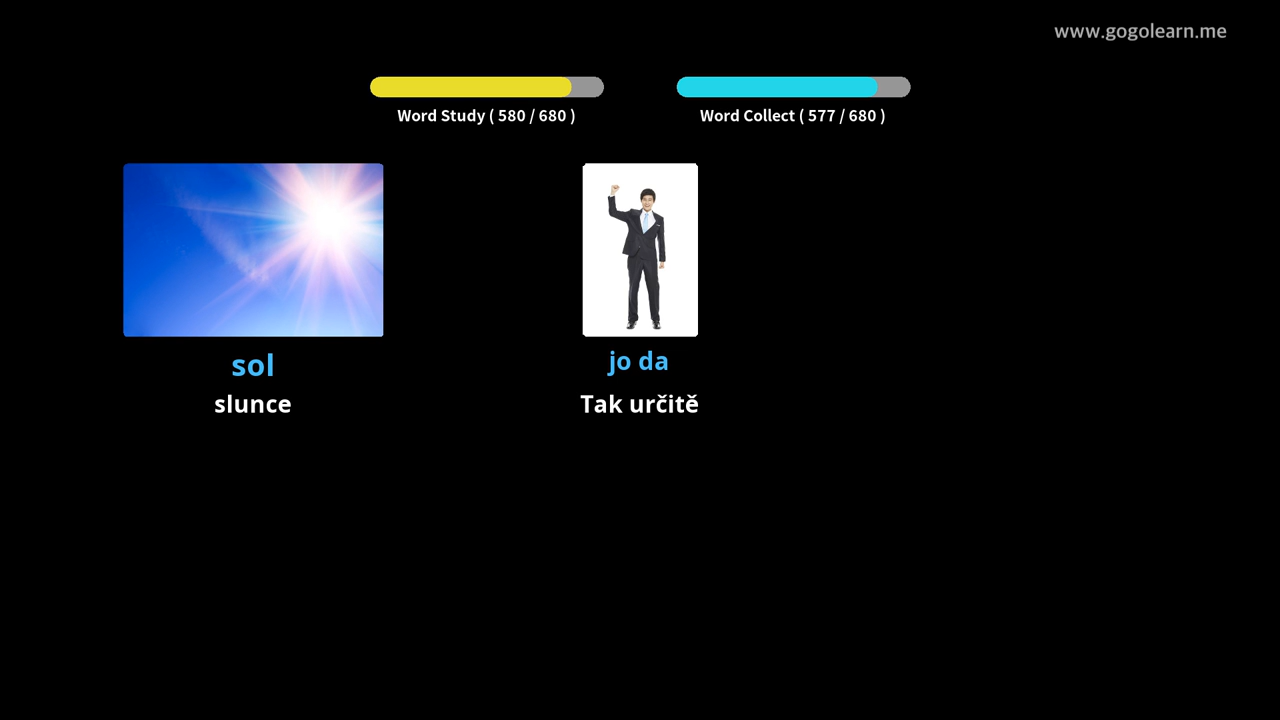 www.gogolearn.me
Word Study ( 580 / 680 )
Word Collect ( 577 / 680 )
sol
slunce
jo da
Tak určitě